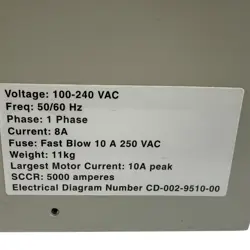 Voltage: 100-240 VAC
Freq: 50/60 Hz
Phase: 1 Phase
Current: 8A
Fuse: Fast Blow 10 A 250 VAC
Weight: 11kg
Largest Motor Current: 10A peak
SCCR: 5000 amperes
Electrical Diagram Number CD-002-9510-00